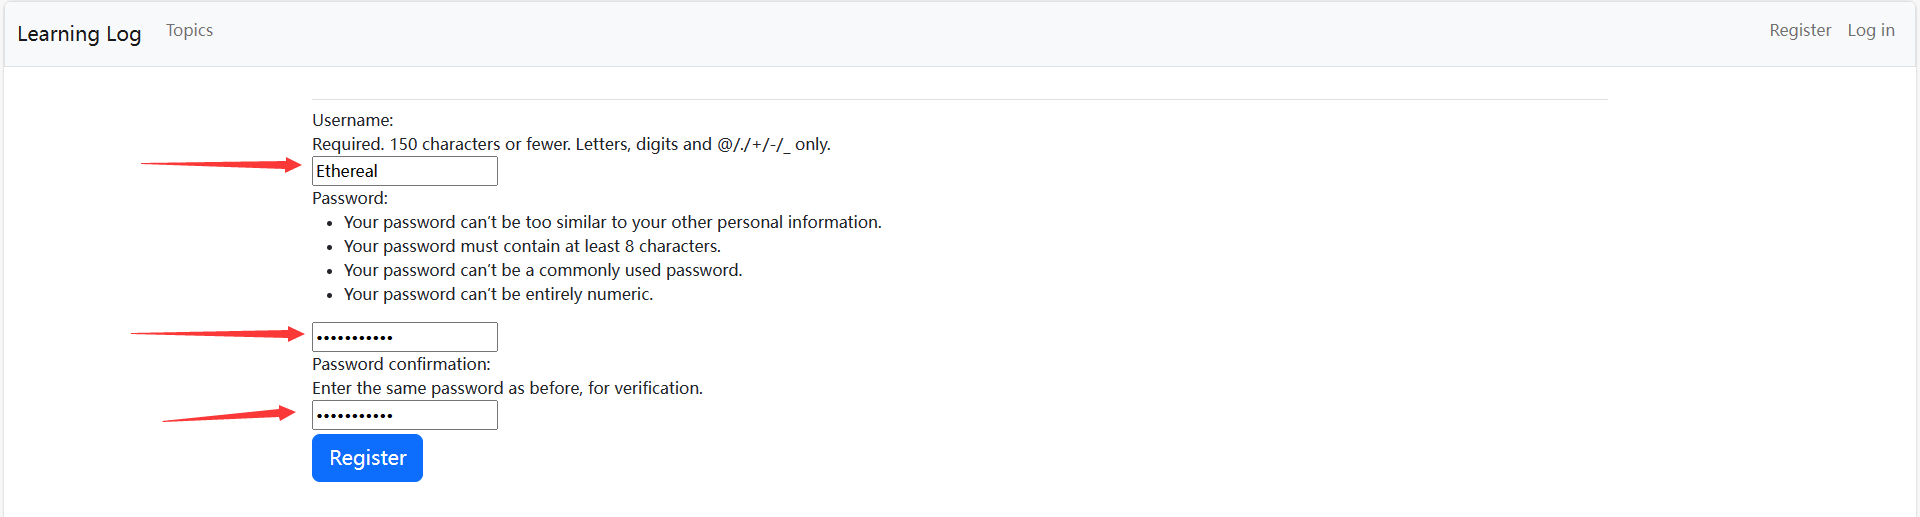 Learning Log Topics Register Log in
Username:
Required. 150 characters or fewer. Letters, digits and @/./+/-/_ only.
Ethereal
Password:
• Your password can’t be too similar to your other personal information.
• Your password must contain at least 8 characters.
• Your password can’t be a commonly used password.
• Your password can’t be entirely numeric.
•••••••••••
Password confirmation:
Enter the same password as before, for verification.
•••••••••••
Register